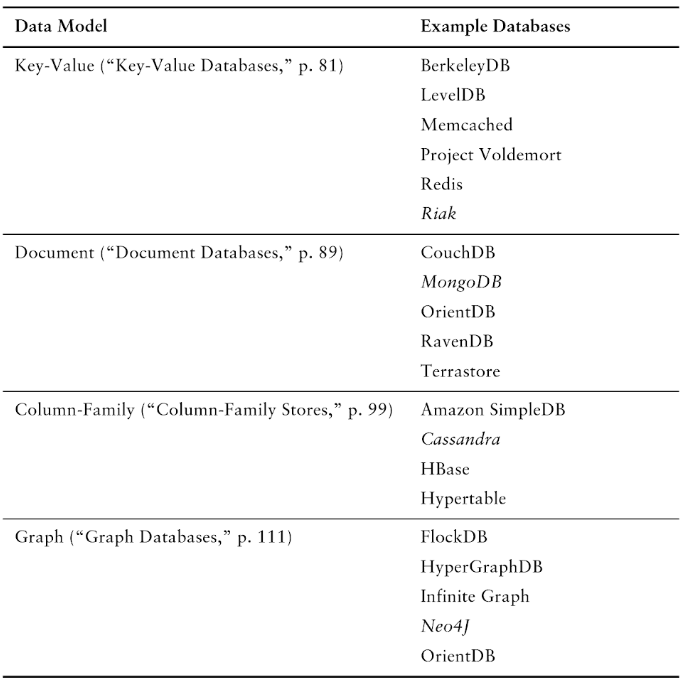 Data Model Example Databases
Key-Value (“Key-Value Databases,” p. 81) BerkeleyDB
LevelDB
Memcached
Project Voldemort
Redis
Riak
Document (“Document Databases,” p. 89) CouchDB
MongoDB
OrientDB
RavenDB
Terrastore
Column-Family (“Column-Family Stores,” p. 99) Amazon SimpleDB
Cassandra
HBase
Hypertable
Graph (“Graph Databases,” p. 111) FlockDB
HyperGraphDB
Infinite Graph
Neo4J
OrientDB